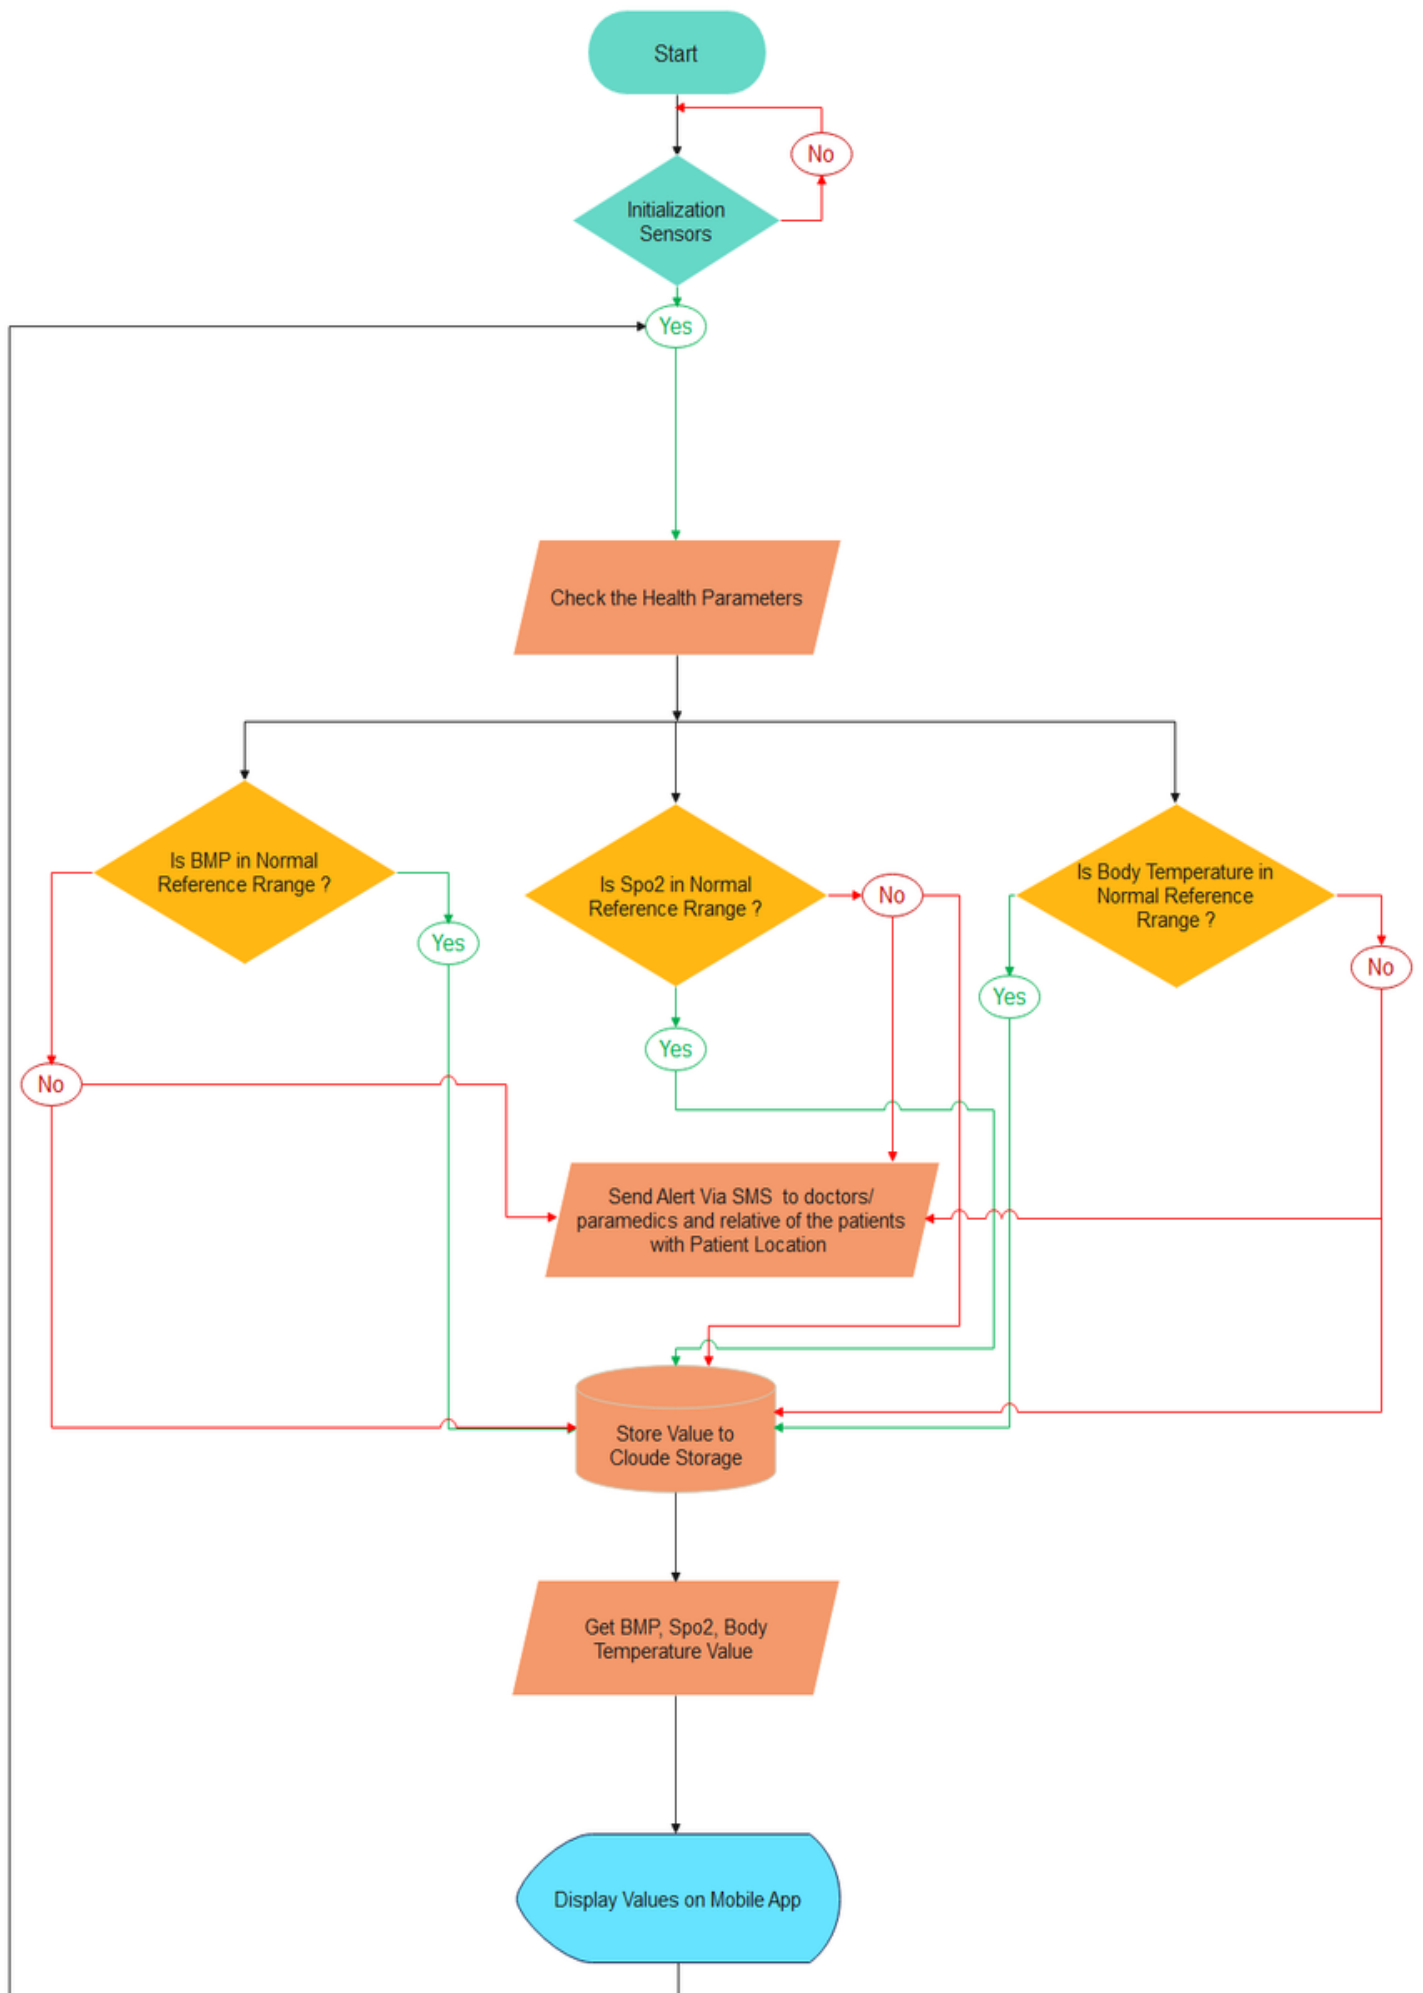 Start
No
Initialization
Sensors
Yes
Check the Health Parameters
Is BMP in Normal
Reference Rrange ?
Yes
No
Is Spo2 in Normal
Reference Rrange ?
No
Yes
Is Body Temperature in
Normal Reference
Rrange ?
Yes
No
Send Alert Via SMS to doctors/
paramedics and relative of the patients
with Patient Location
Store Value to
Cloude Storage
Get BMP, Spo2, Body
Temperature Value
Display Values on Mobile App